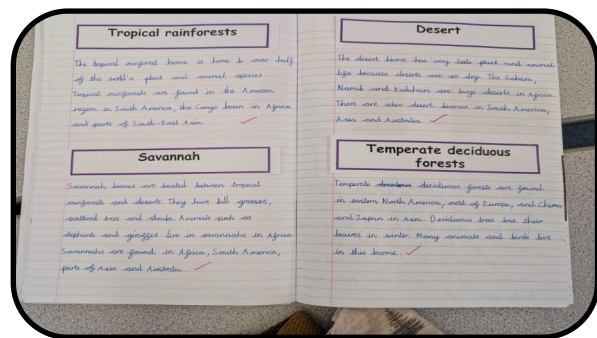 Tropical rainforests
The tropical rainforest biome is home to over half
of the world's plant and animal species.
Tropical rainforests are found in the Amazon
region in South America, the Congo basin in Africa
and parts of South-East Asia.
Savannah
Savannah biomes are located between tropical
rainforests and deserts. They have tall grasses,
scattered trees and shrubs. Animals such as
elephants and giraffes live in savannahs in Africa.
Savannahs are found in Africa, South America,
parts of Asia and Australia.
Desert
The desert biome has very little plant and animal
life because deserts are so dry. The Sahara,
Namib and Kalahari are large deserts in Africa.
There are also desert biomes in South America,
Asia and Australia.
Temperate deciduous
forests
Temperate deciduous forests are found
in eastern North America, most of Europe, and China
and Japan in Asia. Deciduous trees lose their
leaves in winter. Many animals and birds live
in this biome.